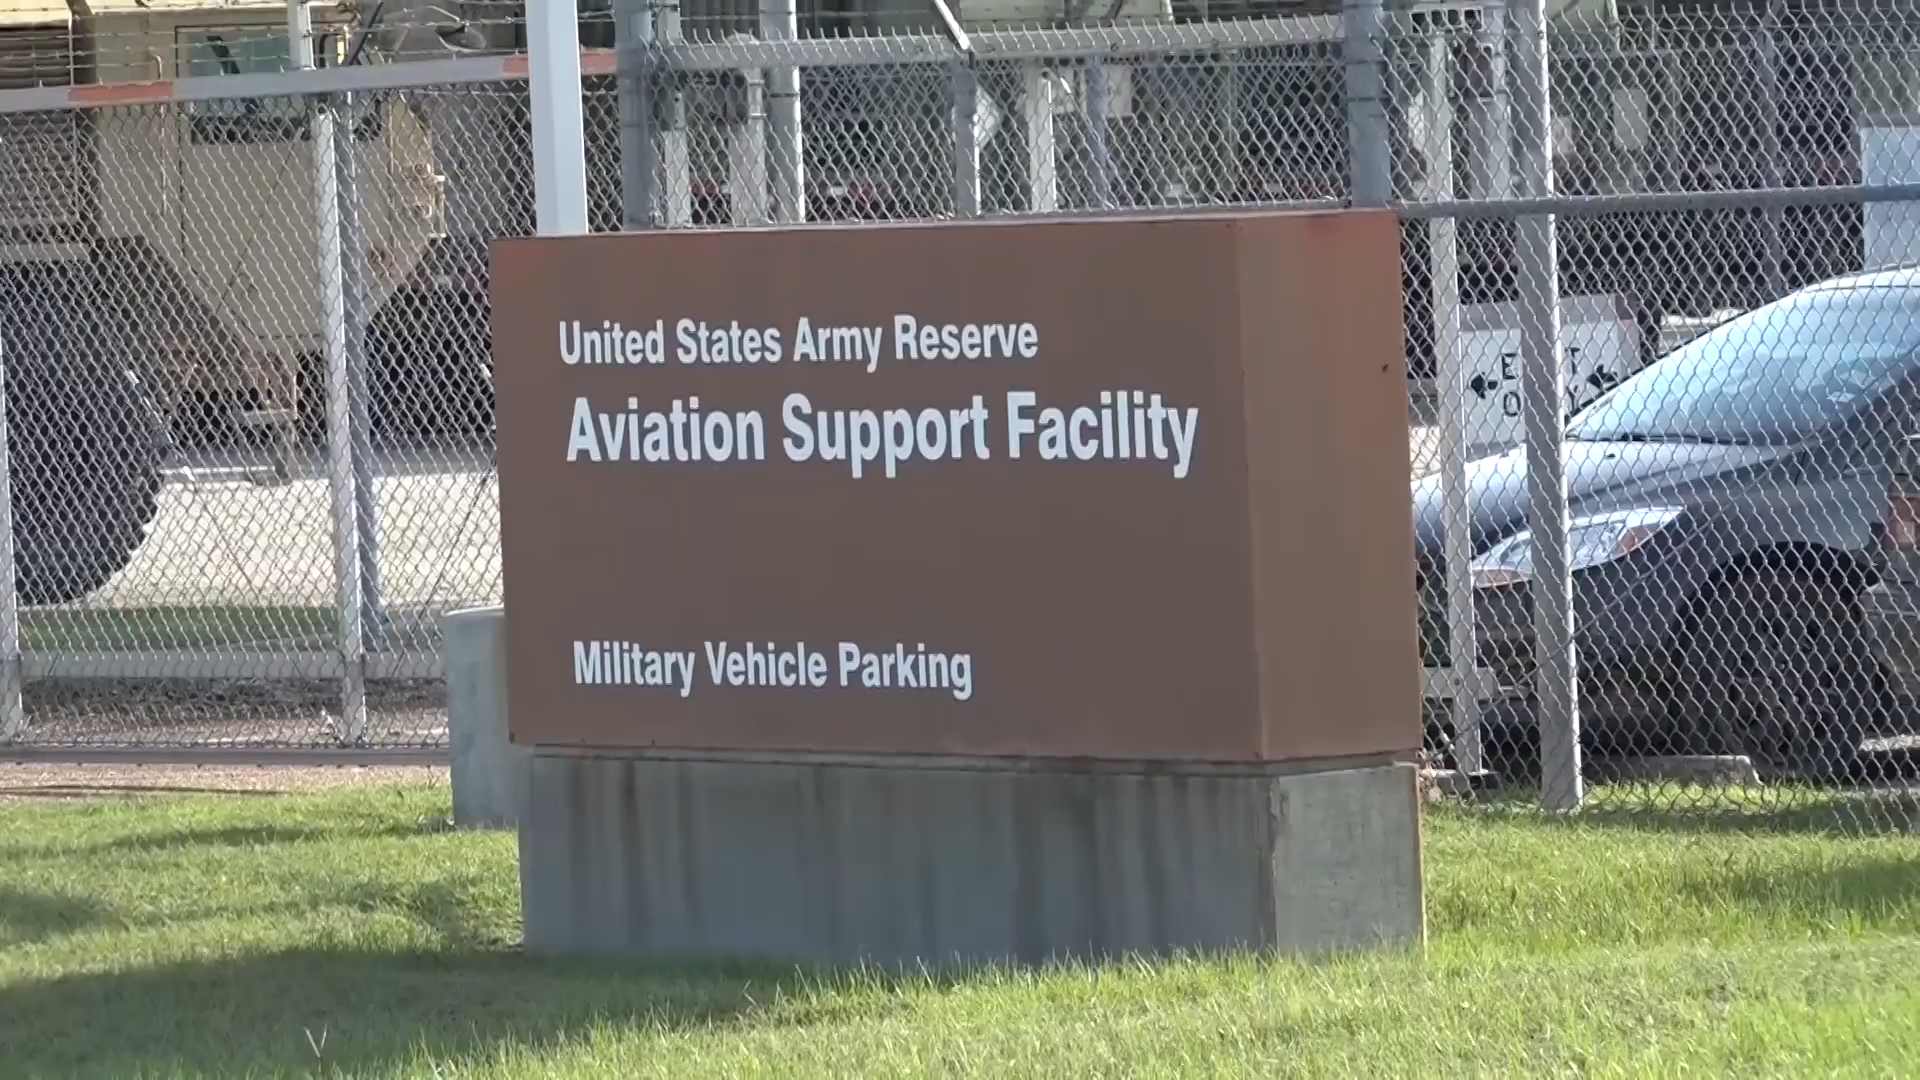 United States Army Reserve
Aviation Support Facility
Military Vehicle Parking